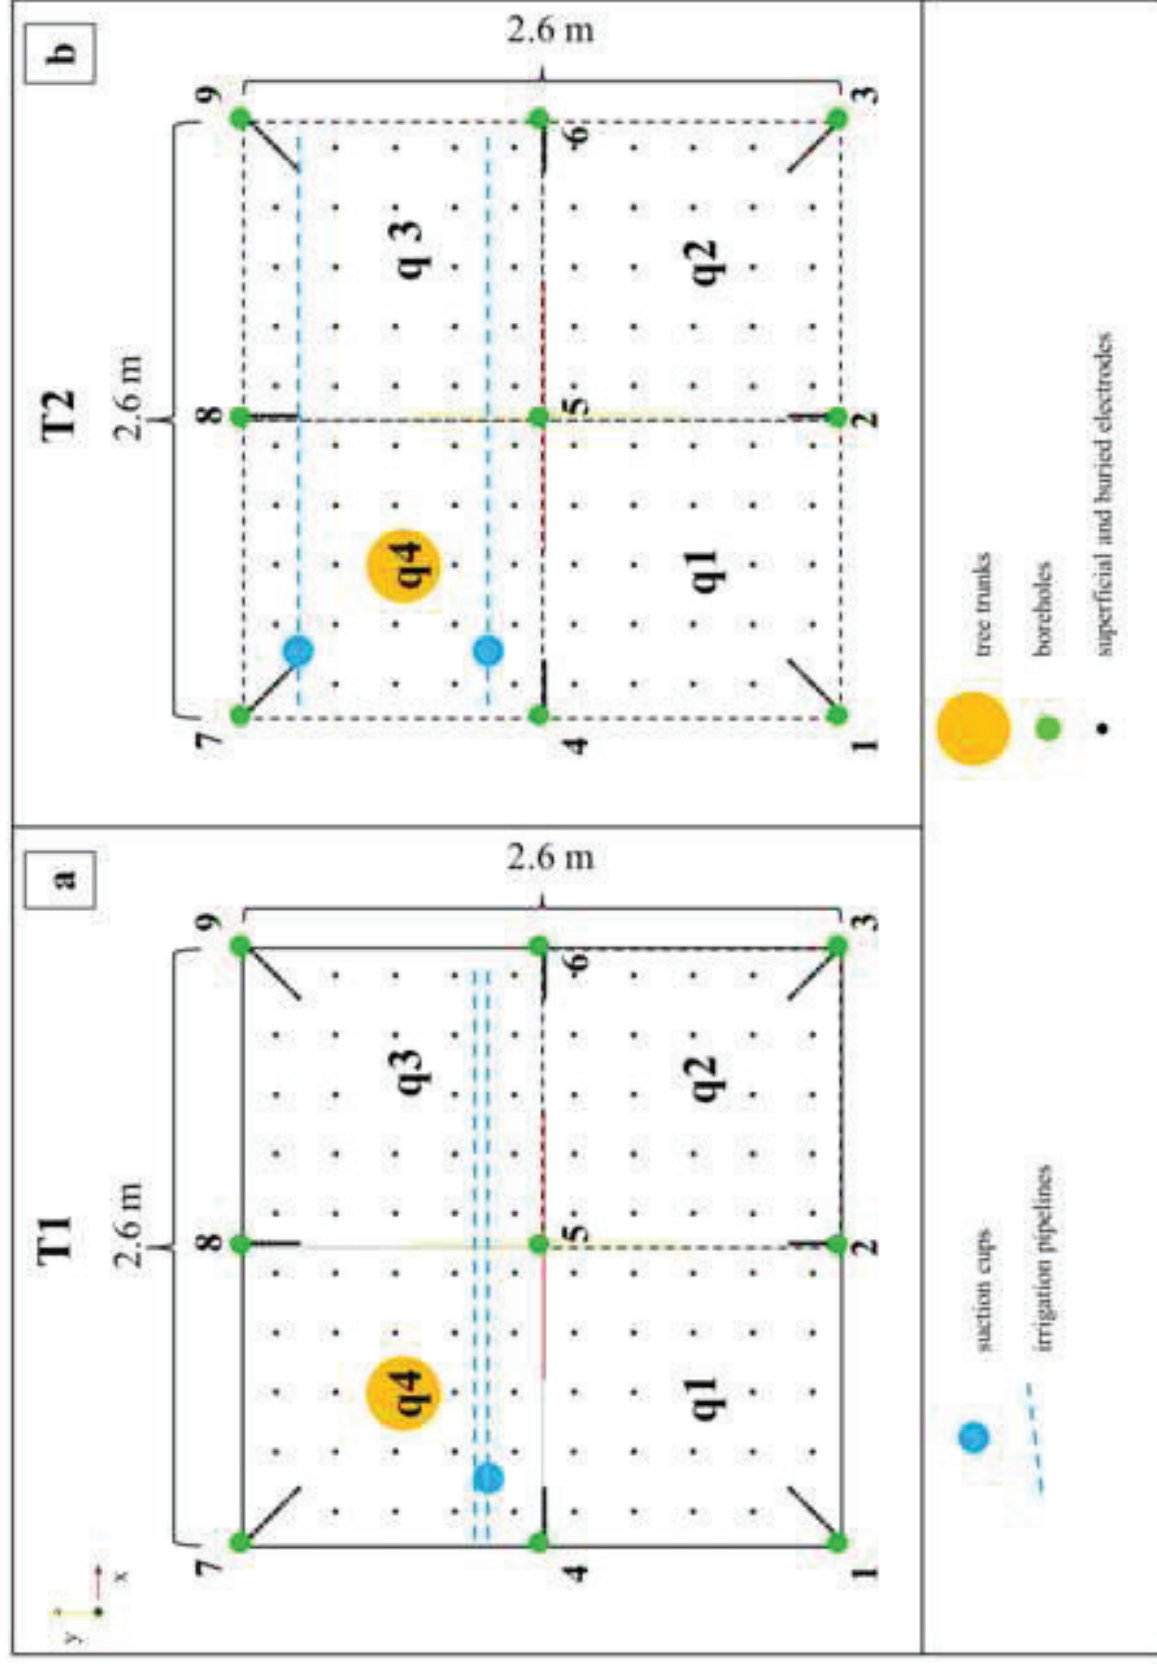 a
T1
2.6 m
y
x
7
8
9
q4
q3
2.6 m
4
5
6
q1
q2
1
2
3
b
T2
2.6 m
7
8
9
q4
q 3
2.6 m
4
5
6
q1
q2
1
2
3
suction cups
irrigation pipelines
tree trunks
boreholes
superficial and buried electrodes